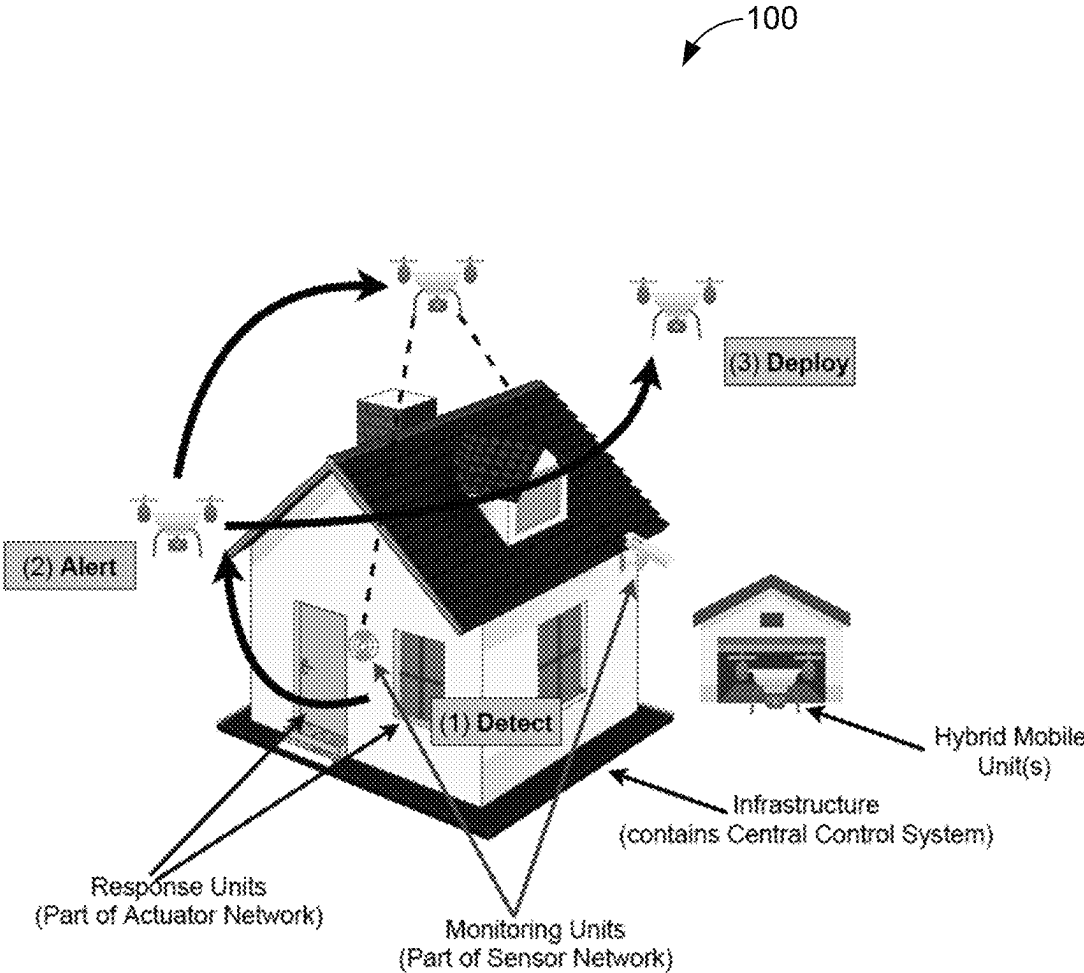 100
(3) Deploy
(2) Alert
(1) Detect
Hybrid Mobile
Unit(s)
Infrastructure
(contains Central Control System)
Response Units
(Part of Actuator Network)
Monitoring Units
(Part of Sensor Network)